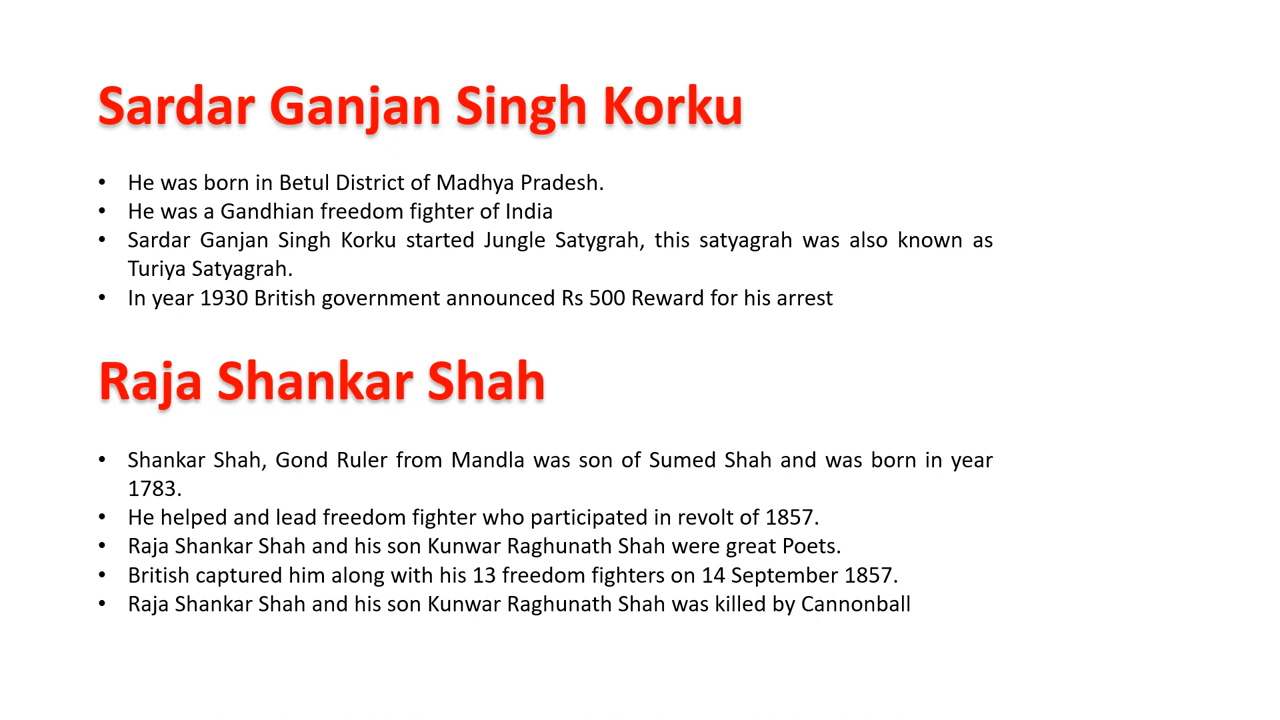 Sardar Ganjan Singh Korku
• He was born in Betul District of Madhya Pradesh.
• He was a Gandhian freedom fighter of India
• Sardar Ganjan Singh Korku started Jungle Satygrah, this satyagrah was also known as
Turiya Satyagrah.
• In year 1930 British government announced Rs 500 Reward for his arrest
Raja Shankar Shah
• Shankar Shah, Gond Ruler from Mandla was son of Sumed Shah and was born in year
1783.
• He helped and lead freedom fighter who participated in revolt of 1857.
• Raja Shankar Shah and his son Kunwar Raghunath Shah were great Poets.
• British captured him along with his 13 freedom fighters on 14 September 1857.
• Raja Shankar Shah and his son Kunwar Raghunath Shah was killed by Cannonball